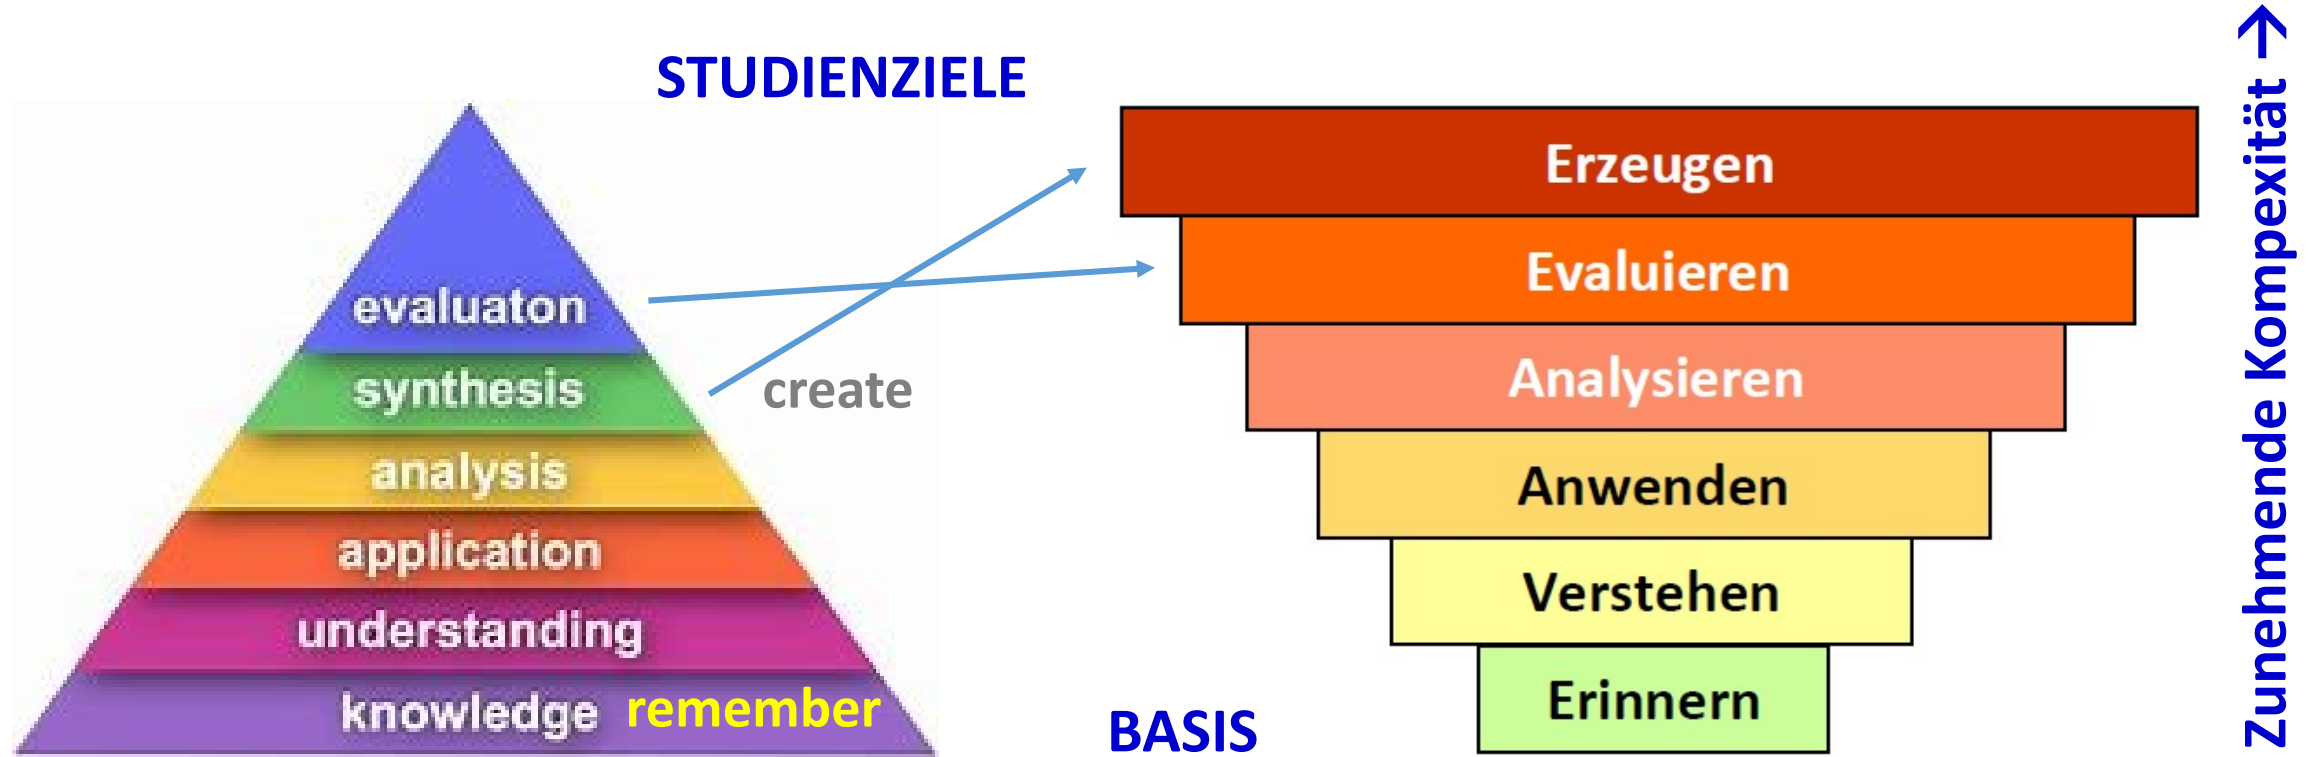 STUDIENZIELE
evaluaton
synthesis
create
analysis
application
understanding
knowledge remember
BASIS
Erzeugen
Evaluieren
Analysieren
Anwenden
Verstehen
Erinnern
Zunehmende Kompexität →